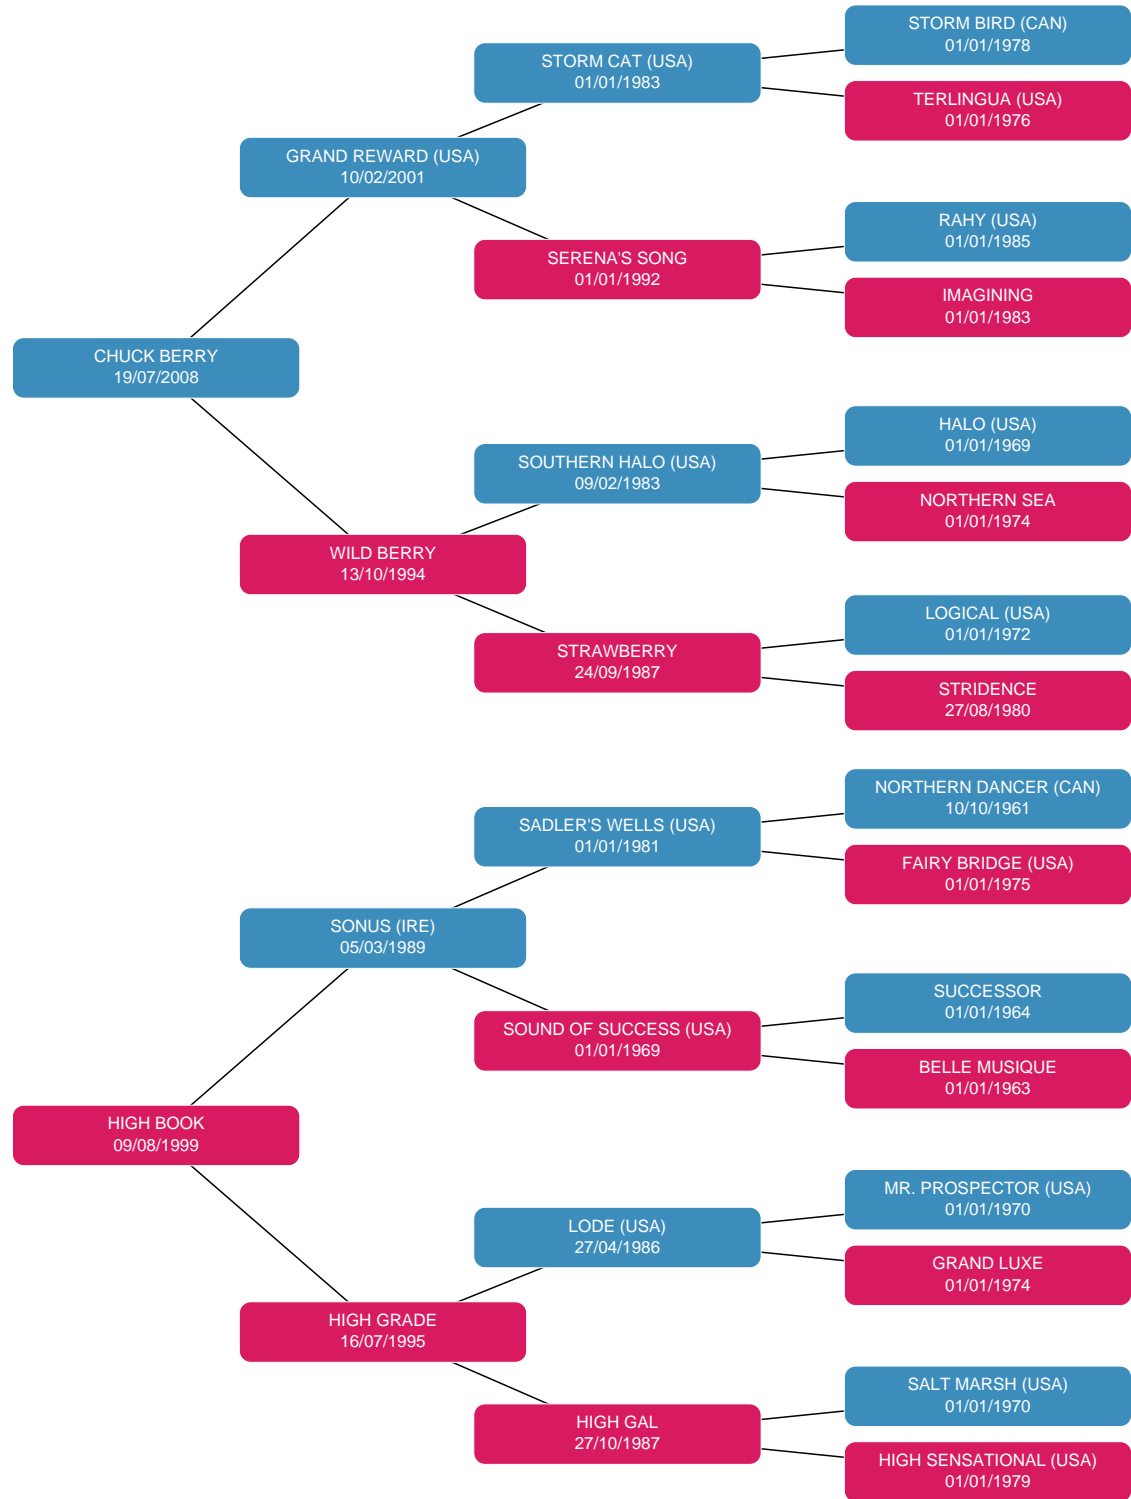 STORM BIRD (CAN)
01/01/1978
STORM CAT (USA)
01/01/1983
TERLINGUA (USA)
01/01/1976
GRAND REWARD (USA)
10/02/2001
RAHY (USA)
01/01/1985
SERENA'S SONG
01/01/1992
IMAGINING
01/01/1983
CHUCK BERRY
19/07/2008
HALO (USA)
01/01/1969
SOUTHERN HALO (USA)
09/02/1983
NORTHERN SEA
01/01/1974
WILD BERRY
13/10/1994
LOGICAL (USA)
01/01/1972
STRAWBERRY
24/09/1987
STRIDENCE
27/08/1980
NORTHERN DANCER (CAN)
10/10/1961
SADLER'S WELLS (USA)
01/01/1981
FAIRY BRIDGE (USA)
01/01/1975
SONUS (IRE)
05/03/1989
SUCCESSOR
01/01/1964
SOUND OF SUCCESS (USA)
01/01/1969
BELLE MUSIQUE
01/01/1963
HIGH BOOK
09/08/1999
MR. PROSPECTOR (USA)
01/01/1970
LODE (USA)
27/04/1986
GRAND LUXE
01/01/1974
HIGH GRADE
16/07/1995
SALT MARSH (USA)
01/01/1970
HIGH GAL
27/10/1987
HIGH SENSATIONAL (USA)
01/01/1979